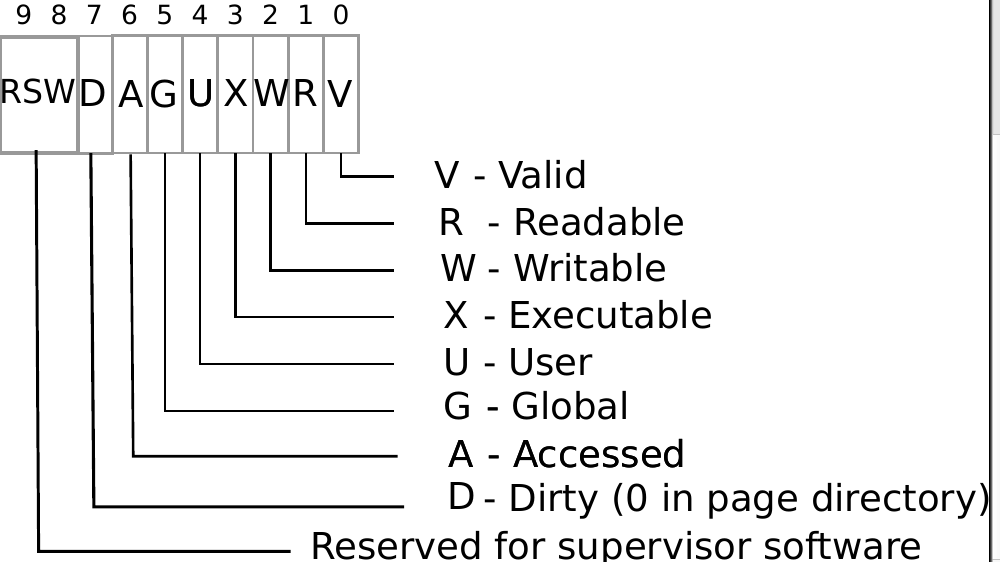 9 8 7 6 5 4 3 2 1 0
RSW D A G U X W R V
V - Valid
R - Readable
W - Writable
X - Executable
U - User
G - Global
A - Accessed
D - Dirty (0 in page directory)
Reserved for supervisor software